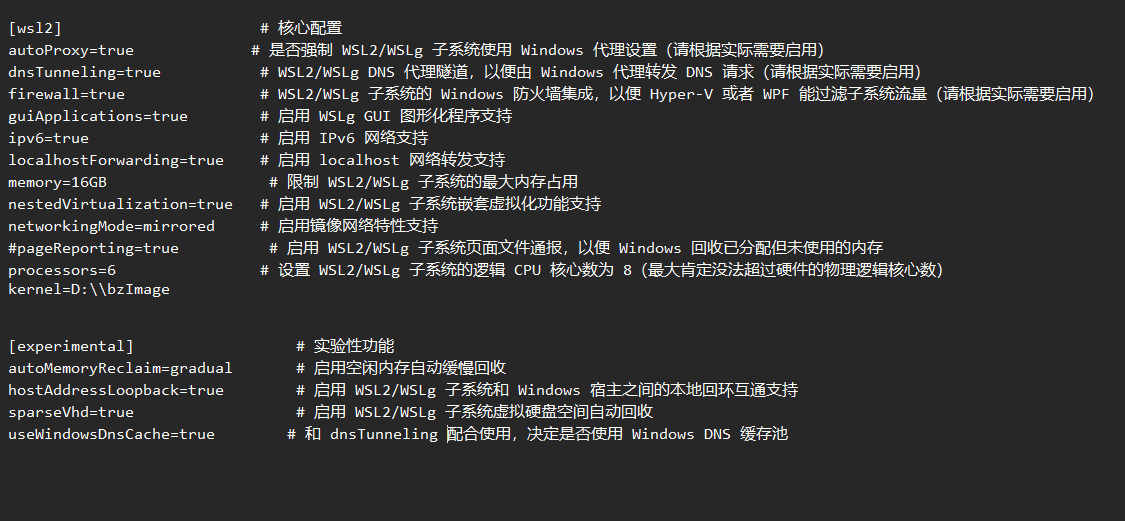 [wsl2] # 核心配置
autoProxy=true # 是否强制 WSL2/WSLg 子系统使用 Windows 代理设置（请根据实际需要启用）
dnsTunneling=true # WSL2/WSLg DNS 代理隧道，以便由 Windows 代理转发 DNS 请求（请根据实际需要启用）
firewall=true # WSL2/WSLg 子系统的 Windows 防火墙集成，以便 Hyper-V 或者 WPF 能过滤子系统流量（请根据实际需要启用）
guiApplications=true # 启用 WSLg GUI 图形化程序支持
ipv6=true # 启用 IPv6 网络支持
localhostForwarding=true # 启用 localhost 网络转发支持
memory=16GB # 限制 WSL2/WSLg 子系统的最大内存占用
nestedVirtualization=true # 启用 WSL2/WSLg 子系统嵌套虚拟化功能支持
networkingMode=mirrored # 启用镜像网络特性支持
#pageReporting=true # 启用 WSL2/WSLg 子系统页面文件通报，以便 Windows 回收已分配但未使用的内存
processors=6 # 设置 WSL2/WSLg 子系统的逻辑 CPU 核心数为 8（最大肯定没法超过硬件的物理逻辑核心数）
kernel=D:\\bzImage
[experimental] # 实验性功能
autoMemoryReclaim=gradual # 启用空闲内存自动缓慢回收
hostAddressLoopback=true # 启用 WSL2/WSLg 子系统和 Windows 宿主之间的本地回环互通支持
sparseVhd=true # 启用 WSL2/WSLg 子系统虚拟硬盘空间自动回收
useWindowsDnsCache=true # 和 dnsTunneling 配合使用，决定是否使用 Windows DNS 缓存池